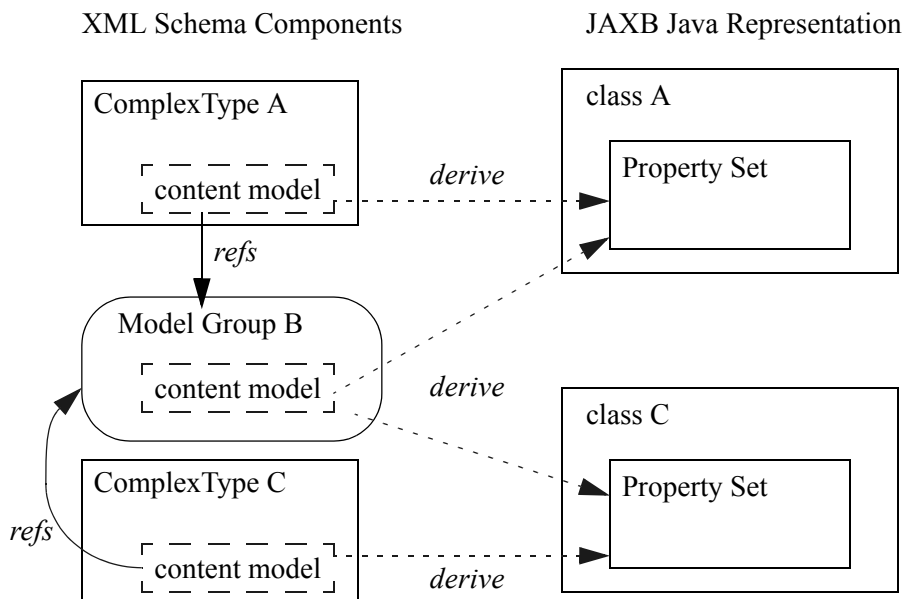 XML Schema Components
JAXB Java Representation
ComplexType A
content model
derive
class A
Property Set
refs
Model Group B
content model
derive
class C
Property Set
ComplexType C
refs
content model
derive